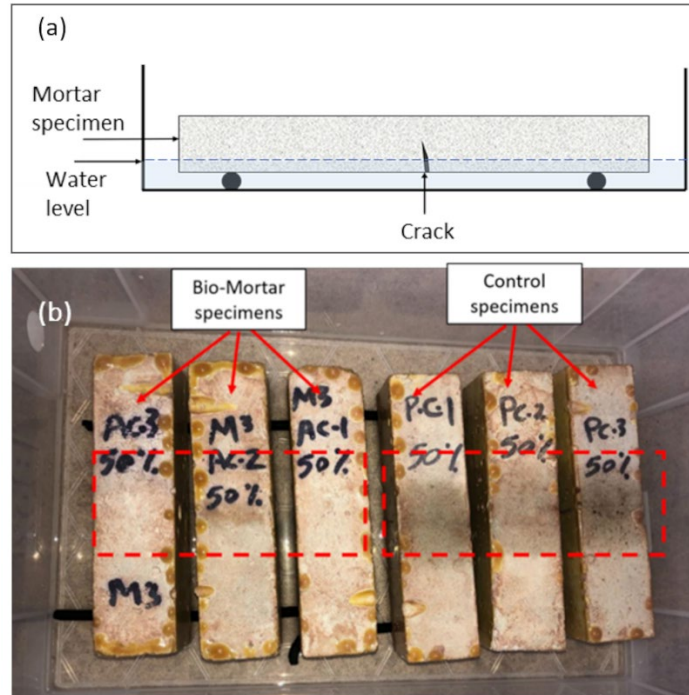 (a)
Mortar
specimen
Water
level
Crack
(b)
Bio-Mortar
specimens
Control
specimens
AC-3
50%
M3
M3
AC-2
50%
M3
AC-1
50%
P.C.1
50%
PC.2
50%
PC.3
50%